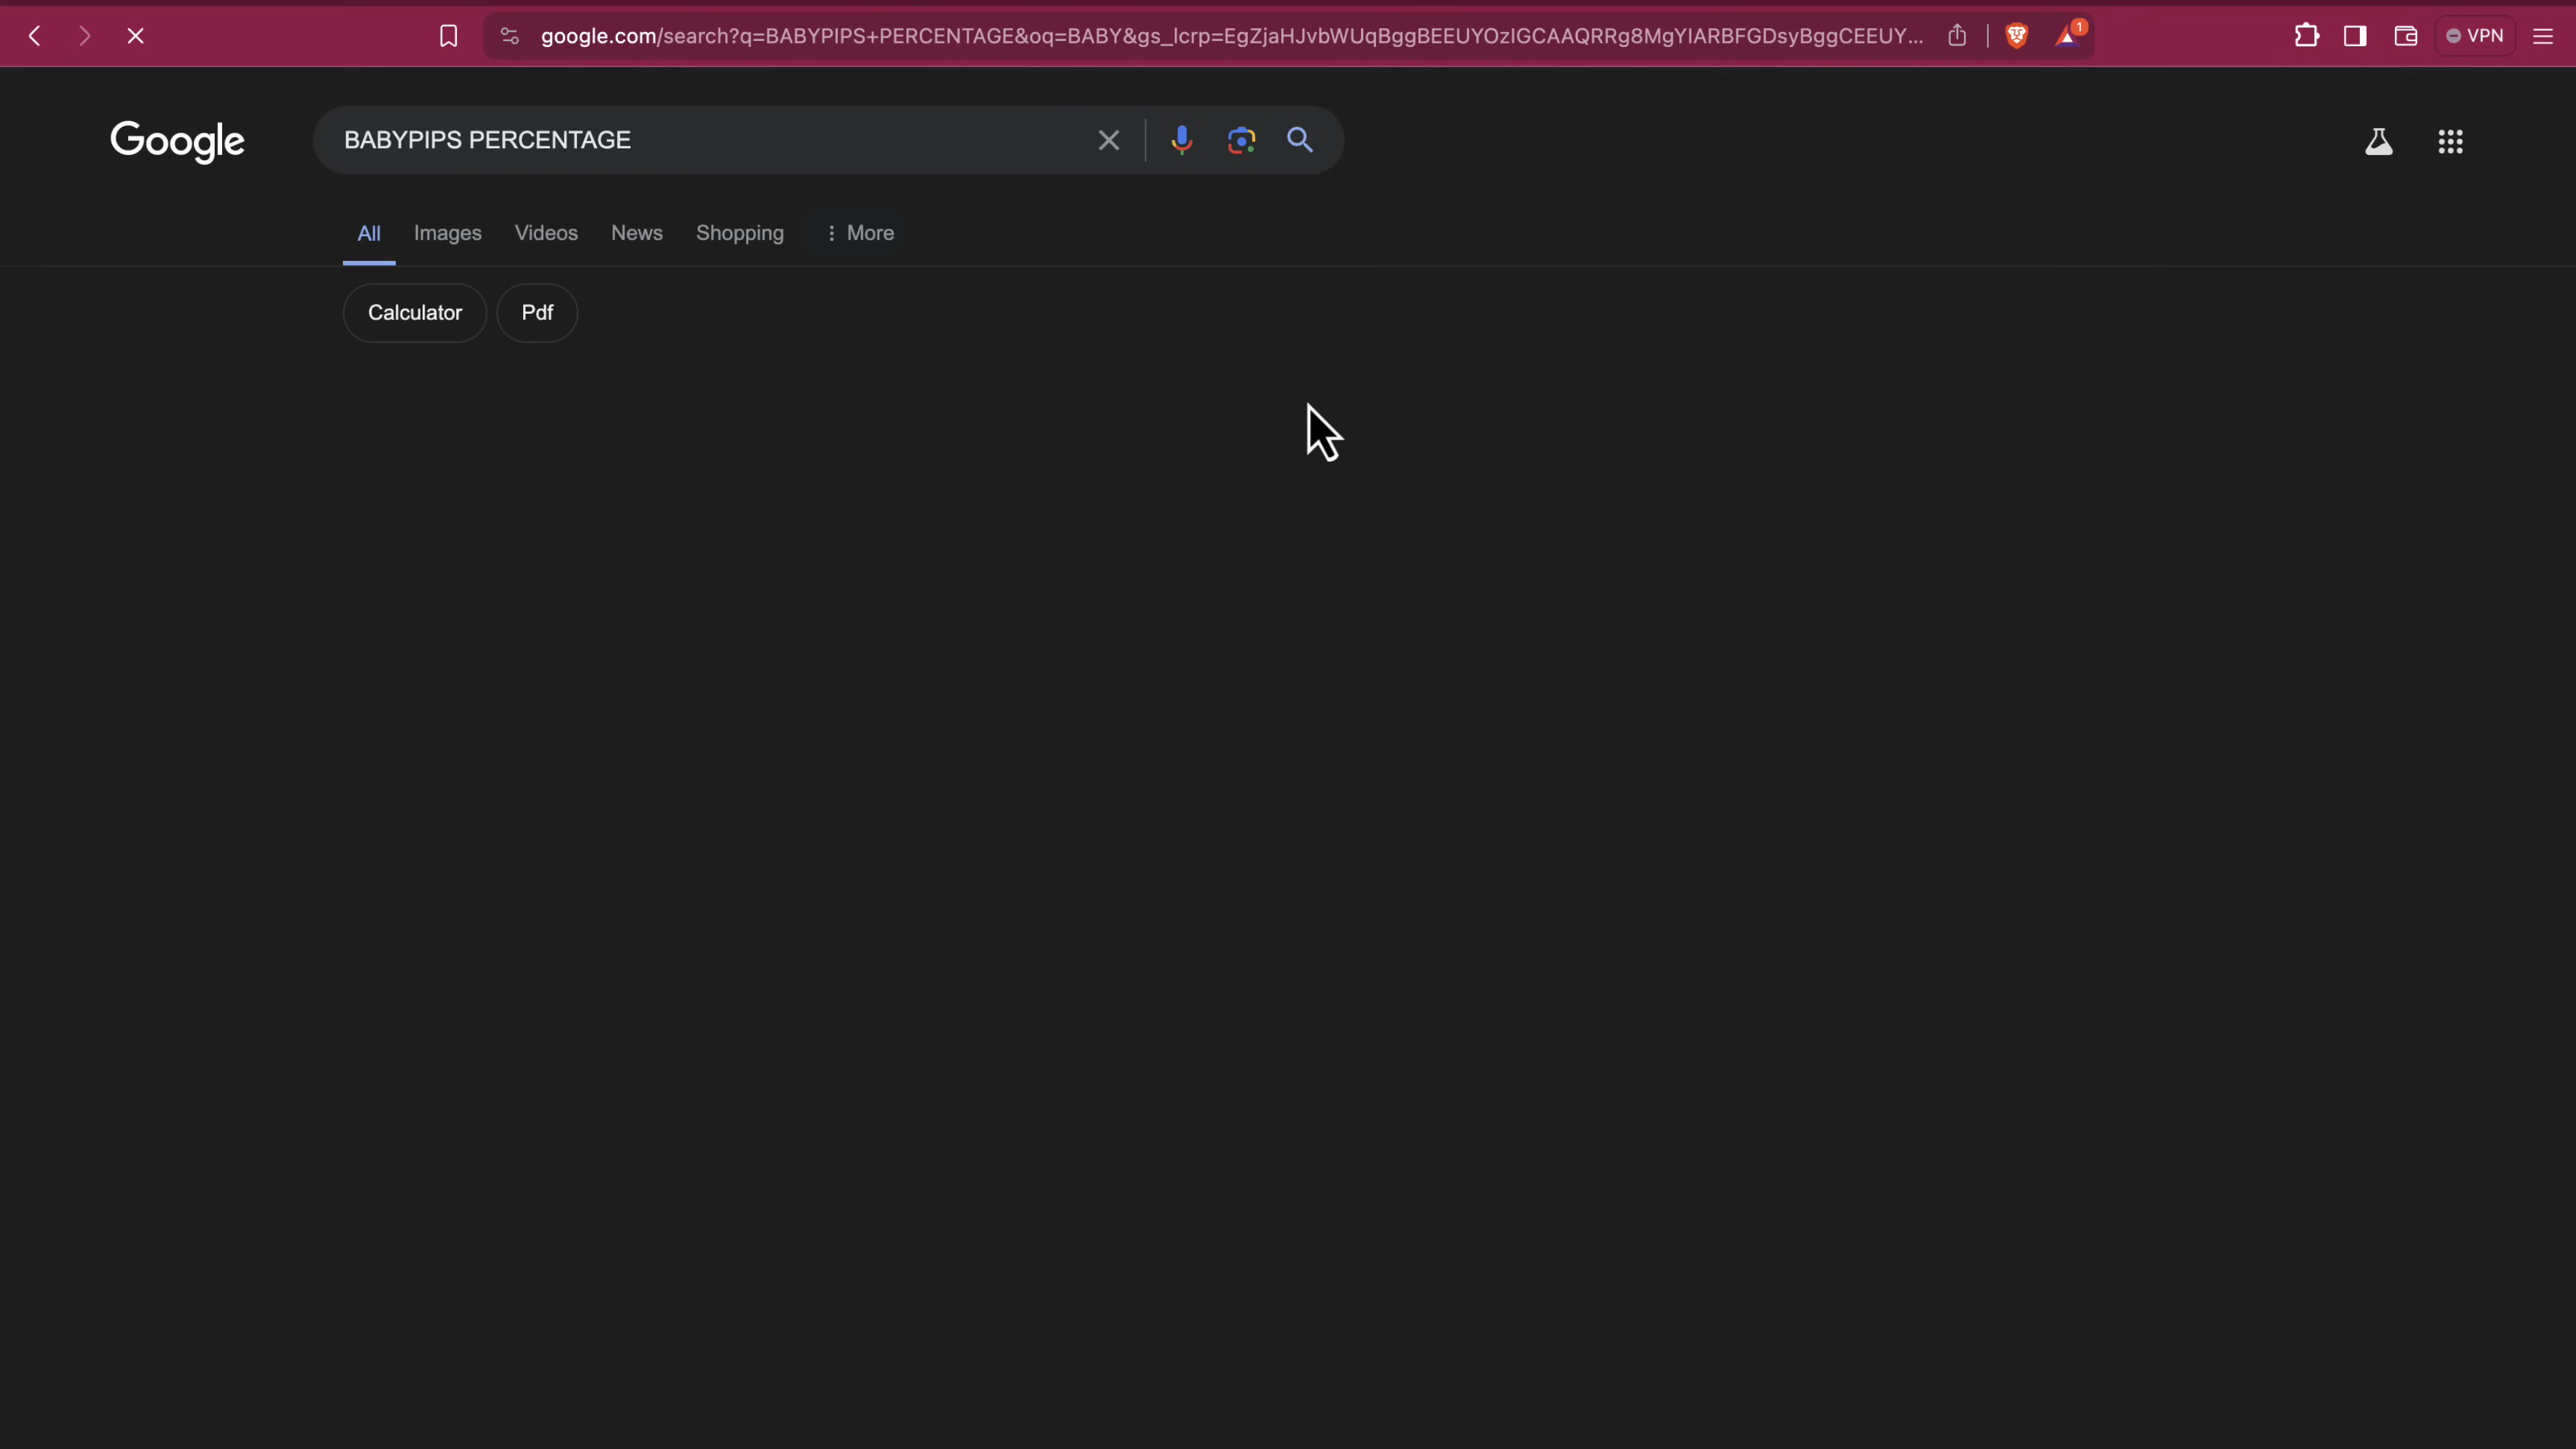 google.com/search?q=BABYPIPS+PERCENTAGE&oq=BABY&gs_lcrp=EgZjaHJvbWUqBggBEEUYOzIGCAAQRRg8MgYIARBFGDsyBggCEEUY...
1
VPN
Google
BABYPIPS PERCENTAGE
All Images Videos News Shopping More
Calculator Pdf